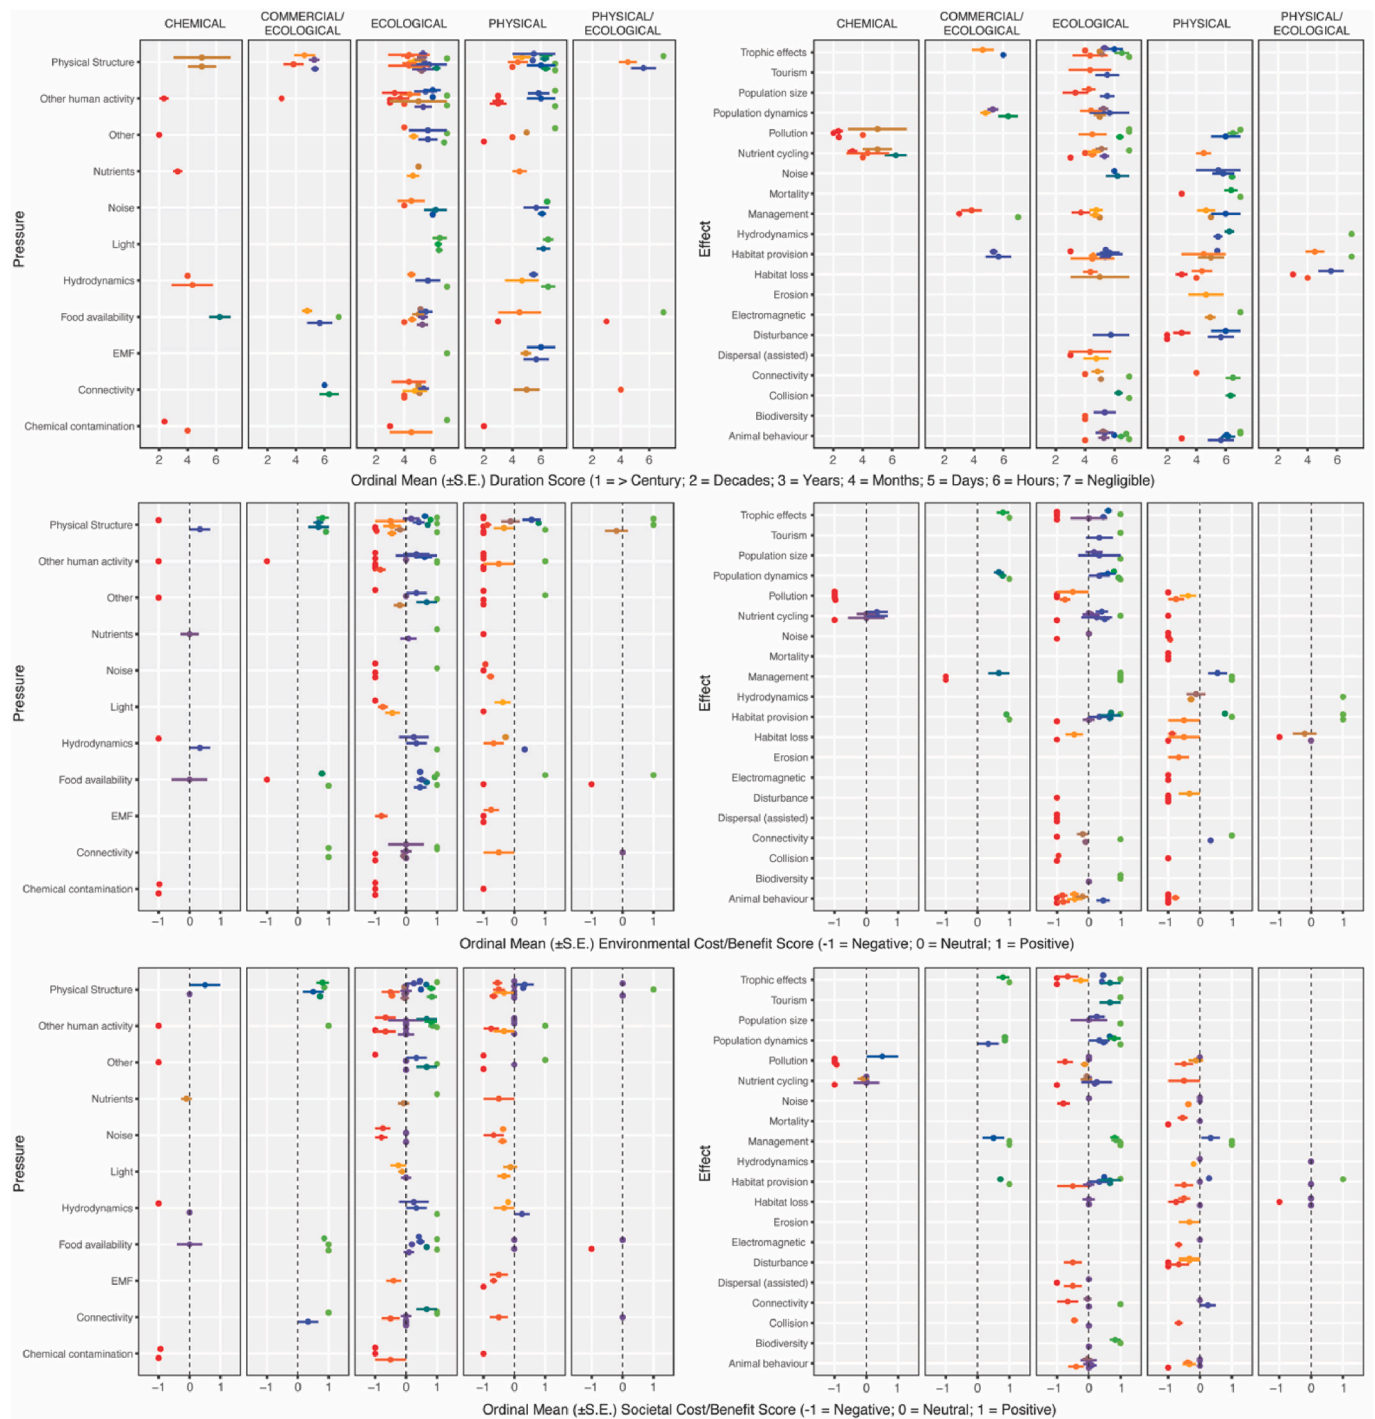 CHEMICAL COMMERCIAL/ ECOLOGICAL ECOLOGICAL PHYSICAL PHYSICAL/ ECOLOGICAL
Pressure
Physical Structure
Other human activity
Other
Nutrients
Noise
Light
Hydrodynamics
Food availability
EMF
Connectivity
Chemical contamination
2 4 6 2 4 6 2 4 6 2 4 6 2 4 6
CHEMICAL COMMERCIAL/ ECOLOGICAL ECOLOGICAL PHYSICAL PHYSICAL/ ECOLOGICAL
Effect
Trophic effects
Tourism
Population size
Population dynamics
Pollution
Nutrient cycling
Noise
Mortality
Management
Hydrodynamics
Habitat provision
Habitat loss
Erosion
Electromagnetic
Disturbance
Dispersal (assisted)
Connectivity
Collision
Biodiversity
Animal behaviour
2 4 6 2 4 6 2 4 6 2 4 6 2 4 6
Ordinal Mean (±S.E.) Duration Score (1 = > Century; 2 = Decades; 3 = Years; 4 = Months; 5 = Days; 6 = Hours; 7 = Negligible)
Pressure
Physical Structure
Other human activity
Other
Nutrients
Noise
Light
Hydrodynamics
Food availability
EMF
Connectivity
Chemical contamination
−1 0 1 −1 0 1 −1 0 1 −1 0 1 −1 0 1
Effect
Trophic effects
Tourism
Population size
Population dynamics
Pollution
Nutrient cycling
Noise
Mortality
Management
Hydrodynamics
Habitat provision
Habitat loss
Erosion
Electromagnetic
Disturbance
Dispersal (assisted)
Connectivity
Collision
Biodiversity
Animal behaviour
−1 0 1 −1 0 1 −1 0 1 −1 0 1 −1 0 1
Ordinal Mean (±S.E.) Environmental Cost/Benefit Score (-1 = Negative; 0 = Neutral; 1 = Positive)
Pressure
Physical Structure
Other human activity
Other
Nutrients
Noise
Light
Hydrodynamics
Food availability
EMF
Connectivity
Chemical contamination
−1 0 1 −1 0 1 −1 0 1 −1 0 1 −1 0 1
Effect
Trophic effects
Tourism
Population size
Population dynamics
Pollution
Nutrient cycling
Noise
Mortality
Management
Hydrodynamics
Habitat provision
Habitat loss
Erosion
Electromagnetic
Disturbance
Dispersal (assisted)
Connectivity
Collision
Biodiversity
Animal behaviour
−1 0 1 −1 0 1 −1 0 1 −1 0 1 −1 0 1
Ordinal Mean (±S.E.) Societal Cost/Benefit Score (-1 = Negative; 0 = Neutral; 1 = Positive)